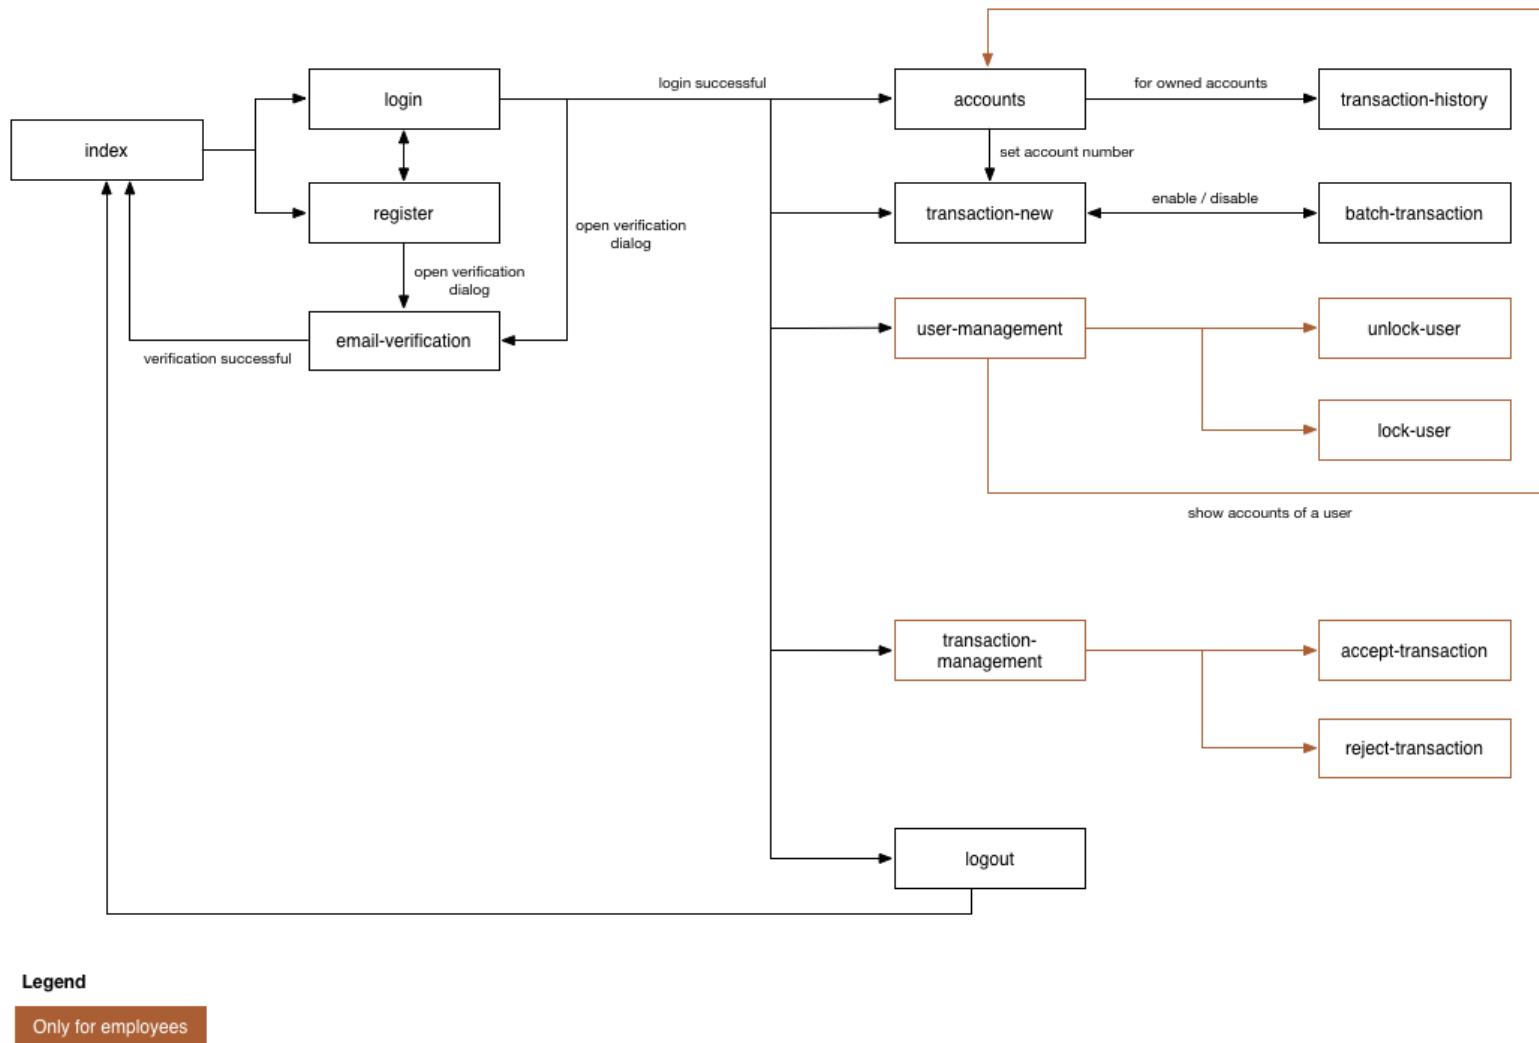 login
login successful
accounts
for owned accounts
transaction-history
index
set account number
register
transaction-new
enable / disable
batch-transaction
open verification
dialog
open verification
dialog
email-verification
verification successful
user-management
unlock-user
lock-user
show accounts of a user
transaction-
management
accept-transaction
reject-transaction
logout
Legend
Only for employees